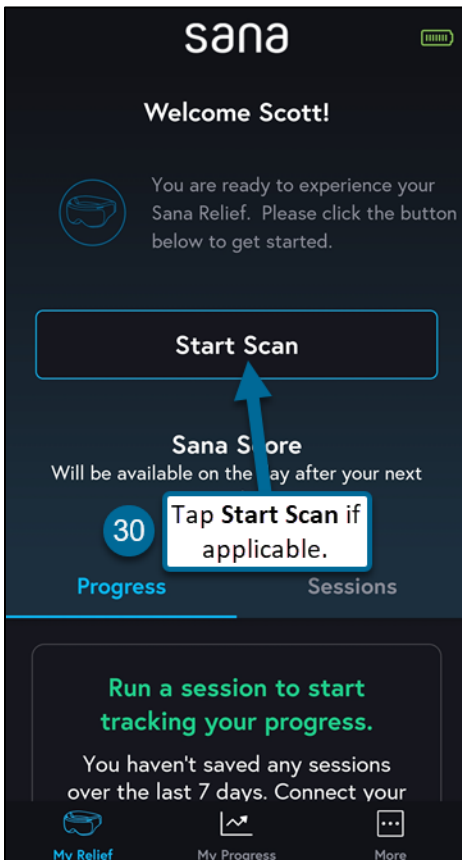 sana
Welcome Scott!
You are ready to experience your
Sana Relief. Please click the button
below to get started.
Start Scan
Sana Score
Will be available on the day after your next
30
Tap Start Scan if
applicable.
Progress
Sessions
Run a session to start
tracking your progress.
You haven't saved any sessions
over the last 7 days. Connect your
My Relief
My Progress
More